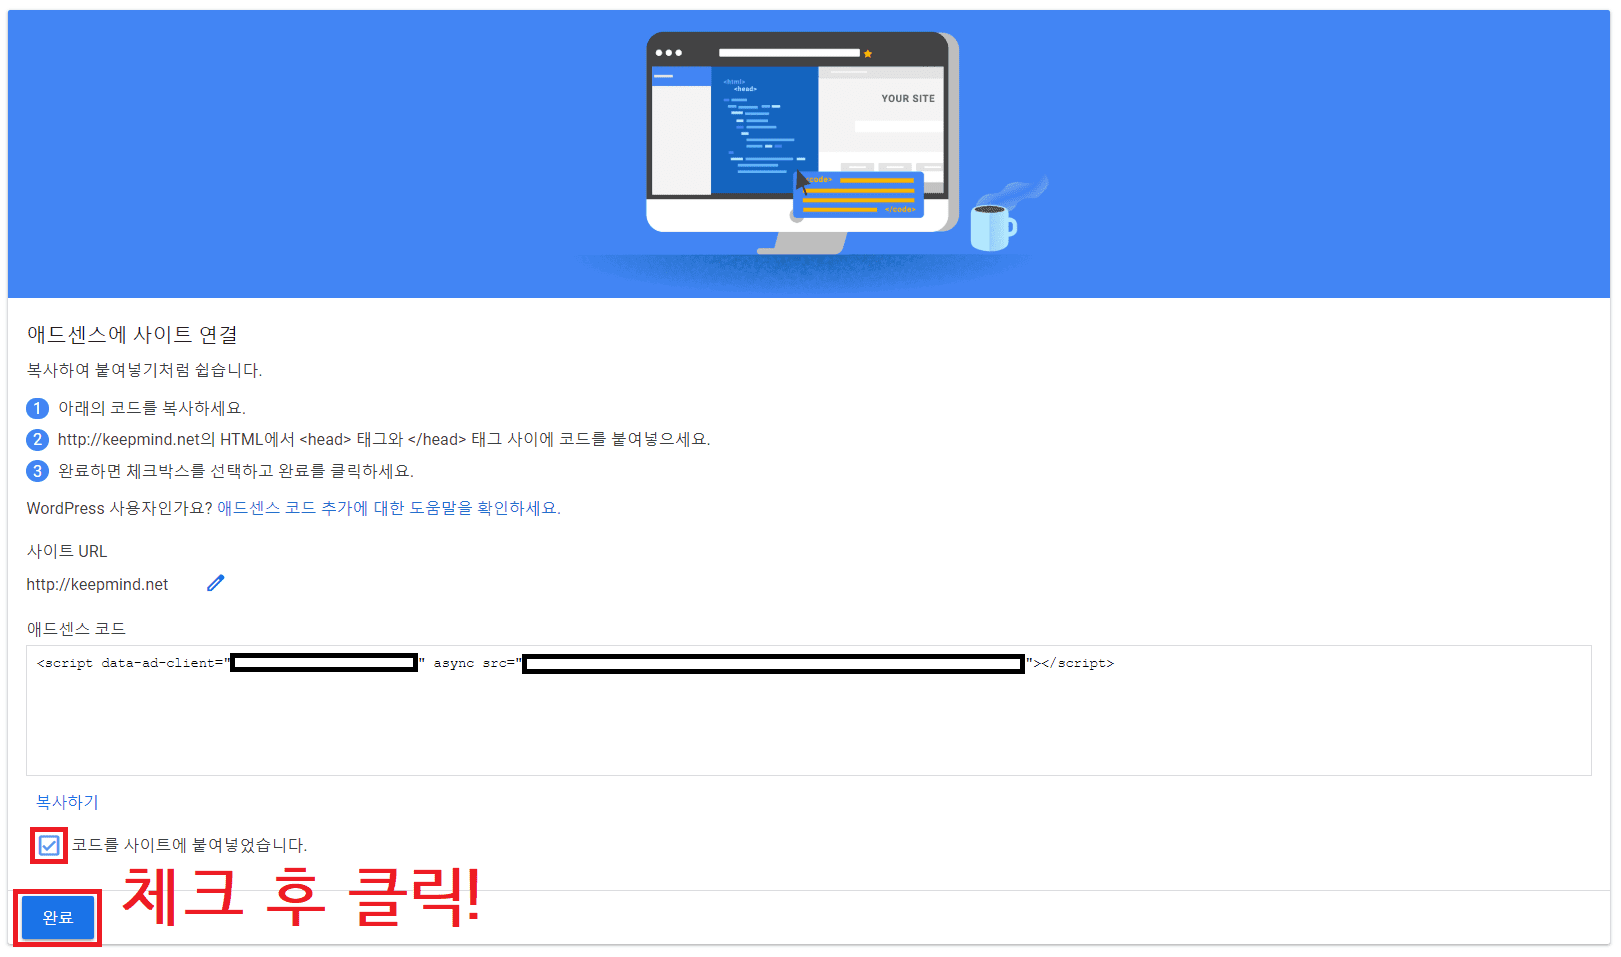 <html>
<head>
YOUR SITE
<code>
</code>
애드센스에 사이트 연결
복사하여 붙여넣기처럼 쉽습니다.
1 아래의 코드를 복사하세요.
2 http://keepmind.net의 HTML에서 <head> 태그와 </head> 태그 사이에 코드를 붙여넣으세요.
3 완료하면 체크박스를 선택하고 완료를 클릭하세요.
WordPress 사용자인가요? 애드센스 코드 추가에 대한 도움말을 확인하세요.
사이트 URL
http://keepmind.net
애드센스 코드
<script data-ad-client="" async src=""></script>
복사하기
코드를 사이트에 붙여넣었습니다.
체크 후 클릭!
완료